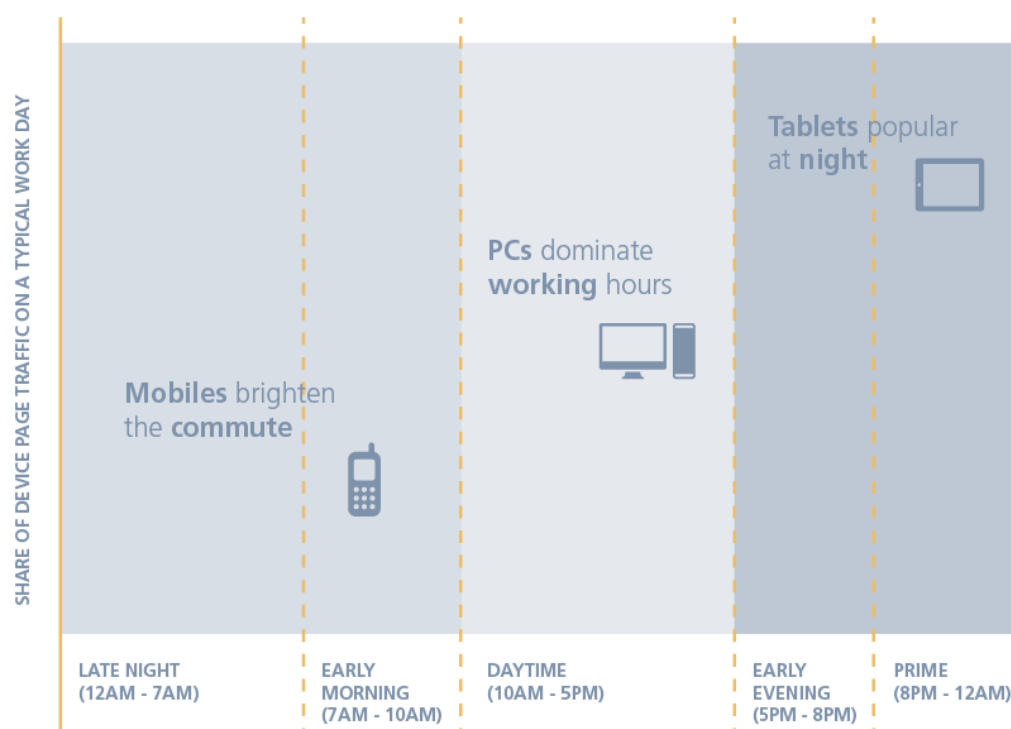 SHARE OF DEVICE PAGE TRAFFIC ON A TYPICAL WORK DAY
Tablets popular
at night
PCs dominate
working hours
Mobiles brighten
the commute
LATE NIGHT
(12AM - 7AM)
EARLY
MORNING
(7AM - 10AM)
DAYTIME
(10AM - 5PM)
EARLY
EVENING
(5PM - 8PM)
PRIME
(8PM - 12AM)